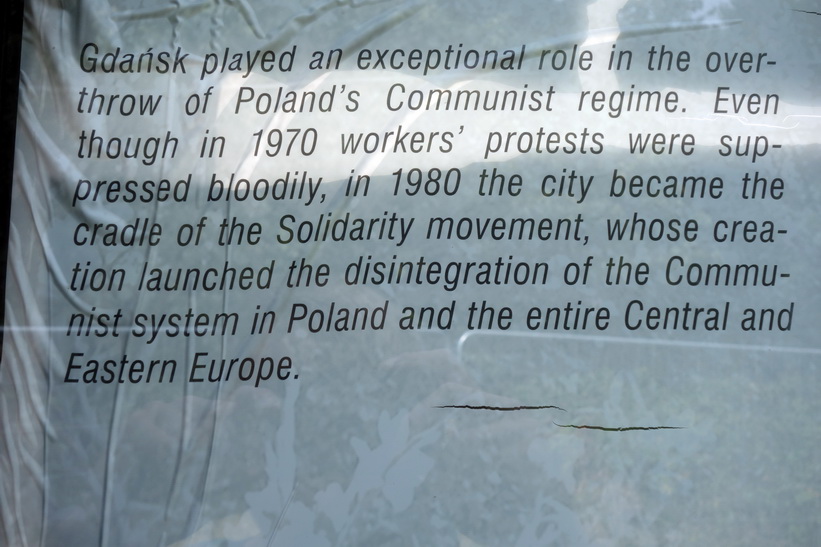 Gdańsk played an exceptional role in the over-
throw of Poland's Communist regime. Even
though in 1970 workers' protests were sup-
pressed bloodily, in 1980 the city became the
cradle of the Solidarity movement, whose crea-
tion launched the disintegration of the Commu-
nist system in Poland and the entire Central and
Eastern Europe.